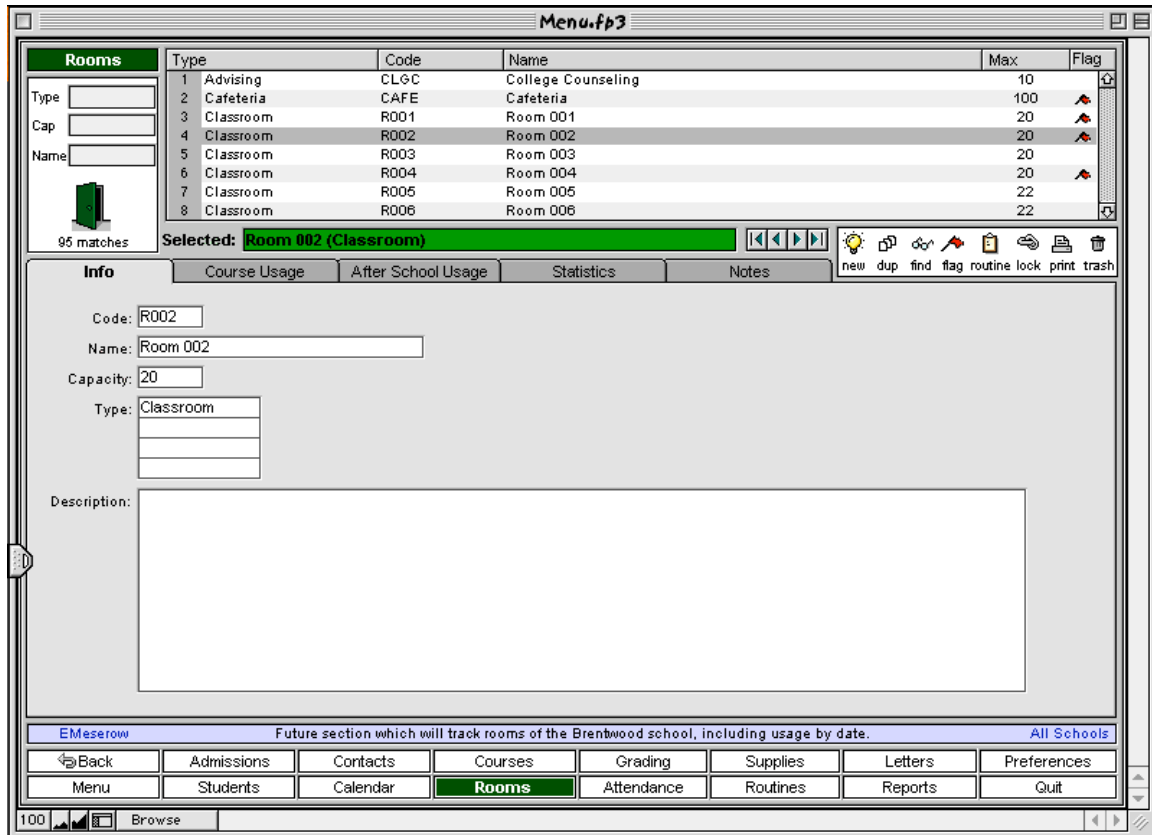 Menu.fp3
Rooms
Type
Cap
Name
95 matches
Type Code Name Max Flag
1 Advising CLGC College Counseling 10
2 Cafeteria CAFE Cafeteria 100
3 Classroom R001 Room 001 20
4 Classroom R002 Room 002 20
5 Classroom R003 Room 003 20
6 Classroom R004 Room 004 20
7 Classroom R005 Room 005 22
8 Classroom R006 Room 006 22
Selected: Room 002 (Classroom)
new dup find flag routine lock print trash
Info Course Usage After School Usage Statistics Notes
Code: R002
Name: Room 002
Capacity: 20
Type: Classroom
Description:
EMeserow Future section which will track rooms of the Brentwood school, including usage by date. All Schools
Back Admissions Contacts Courses Grading Supplies Letters Preferences
Menu Students Calendar Rooms Attendance Routines Reports Quit
100 Browse